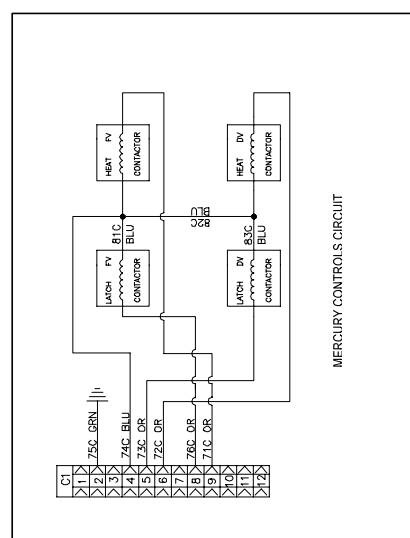 FV
HEAT
CONTACTOR
DV
HEAT
CONTACTOR
81C
BLU
82C
BLU
83C
BLU
FV
LATCH
CONTACTOR
DV
LATCH
CONTACTOR
MERCURY CONTROLS CIRCUIT
75C GRN
74C BLU
73C OR
72C OR
76C OR
71C OR
C1
1
2
3
4
5
6
7
8
9
10
11
12